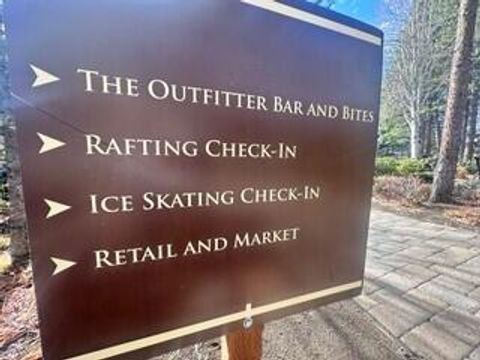 The Outfitter Bar and Bites
Rafting Check-In
Ice Skating Check-In
Retail and Market